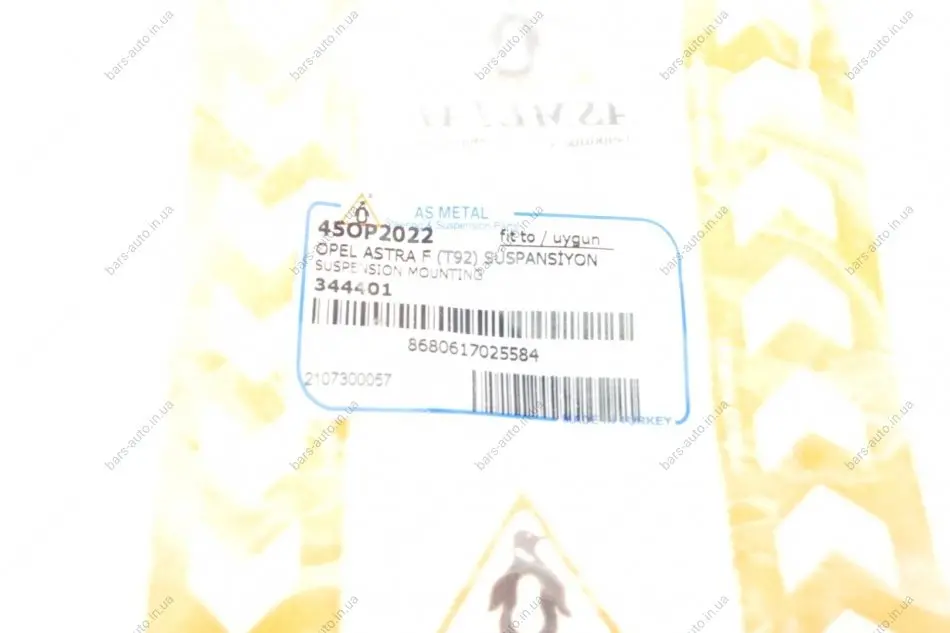 AS METAL
45OP2022
fit to / uygun
OPEL ASTRA F (T92) SUSPANSİYON
SUSPENSION MOUNTING
344401
8680617025584
2107300057
MADE IN TURKEY
bars-auto.in.ua